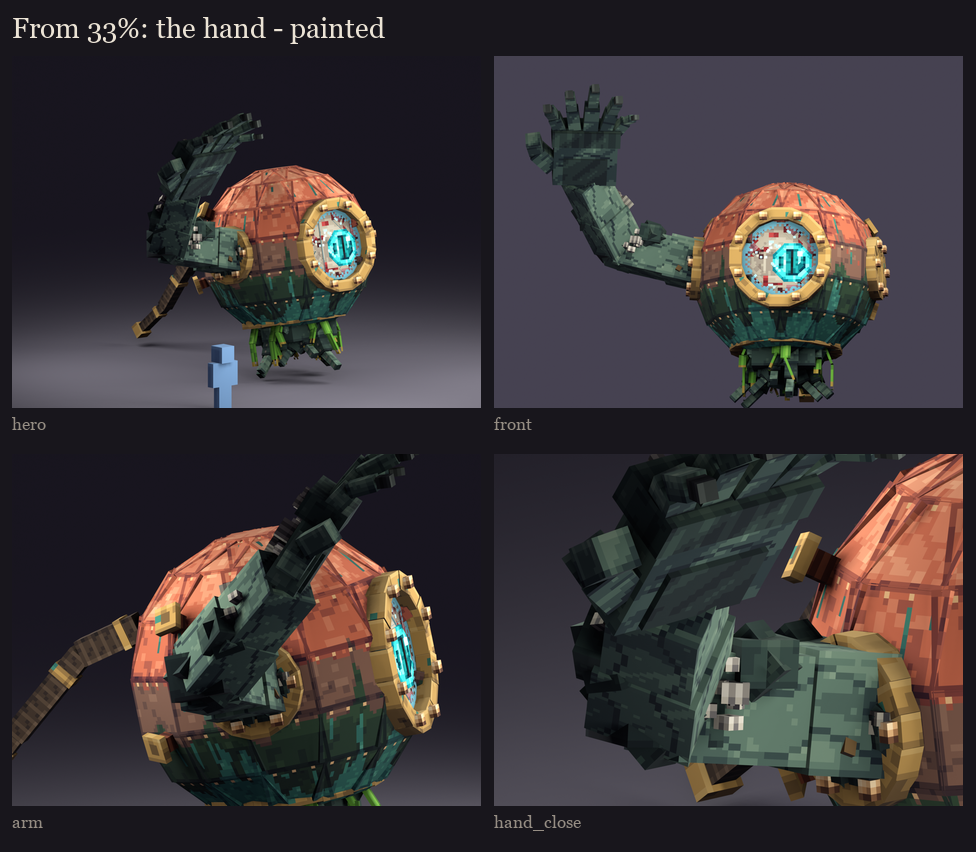 From 33%: the hand - painted
hero
front
arm
hand_close